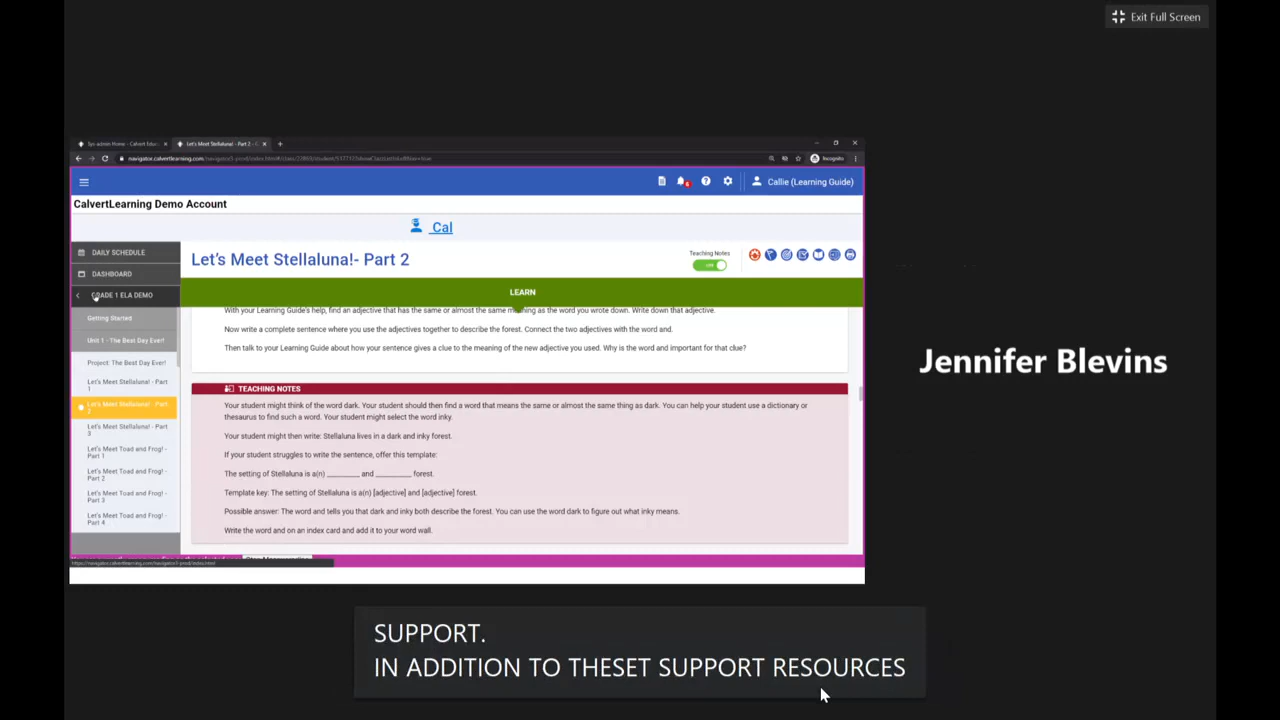 Exit Full Screen
Sys admin Home - Calvert Educ
Let's Meet Stellaluna! - Part 2 - C
Incognito
Callie (Learning Guide)
CalvertLearning Demo Account
Cal
DAILY SCHEDULE
DASHBOARD
GRADE 1 ELA DEMO
Getting Started
Unit 1 - The Best Day Ever!
Project: The Best Day Ever!
Let's Meet Stellaluna! - Part
1
Let's Meet Stellaluna! - Part
2
Let's Meet Stellaluna! - Part
3
Let's Meet Toad and Frog! -
Part 1
Let's Meet Toad and Frog! -
Part 2
Let's Meet Toad and Frog! -
Part 3
Let's Meet Toad and Frog! -
Part 4
Let's Meet Stellaluna!- Part 2
Teaching Notes
LEARN
With your Learning Guide's help, find an adjective that has the same or almost the same meaning as the word you wrote down. Write down that adjective.
Now write a complete sentence where you use the adjectives together to describe the forest. Connect the two adjectives with the word and.
Then talk to your Learning Guide about how your sentence gives a clue to the meaning of the new adjective you used. Why is the word and important for that clue?
TEACHING NOTES
Your student might think of the word dark. Your student should then find a word that means the same or almost the same thing as dark. You can help your student use a dictionary or
thesaurus to find such a word. Your student might select the word inky.
Your student might then write: Stellaluna lives in a dark and inky forest.
If your student struggles to write the sentence, offer this template:
The setting of Stellaluna is a(n) _________ and __________ forest.
Template key: The setting of Stellaluna is a(n) [adjective] and [adjective] forest.
Possible answer: The word and tells you that dark and inky both describe the forest. You can use the word dark to figure out what inky means.
Write the word and on an index card and add it to your word wall.
Jennifer Blevins
SUPPORT.
IN ADDITION TO THESET SUPPORT RESOURCES